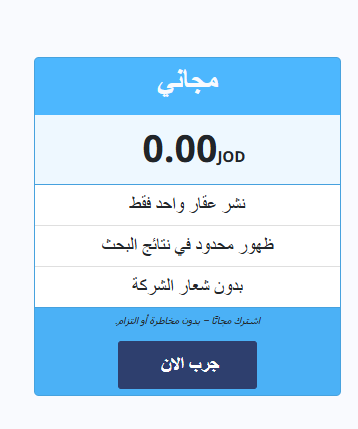 مجاني
0.00JOD
نشر عقار واحد فقط
ظهور محدود في نتائج البحث
بدون شعار الشركة
اشترك مجانًا – بدون مخاطرة أو التزام.
جرب الان